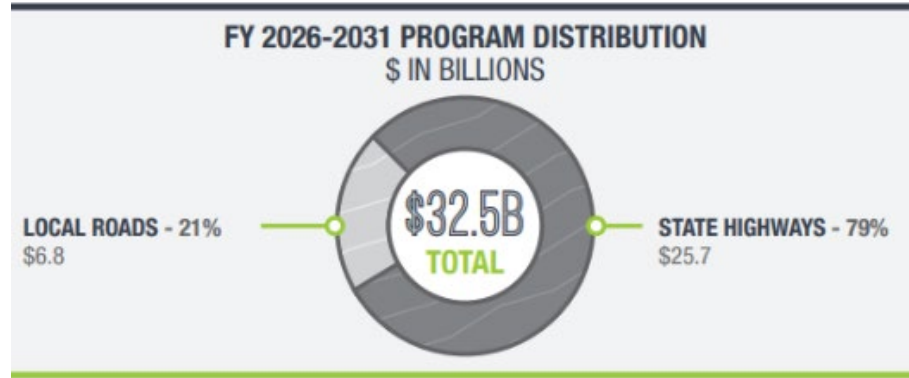 FY 2026-2031 PROGRAM DISTRIBUTION
$ IN BILLIONS
$32.5B
TOTAL
LOCAL ROADS - 21%
$6.8
STATE HIGHWAYS - 79%
$25.7